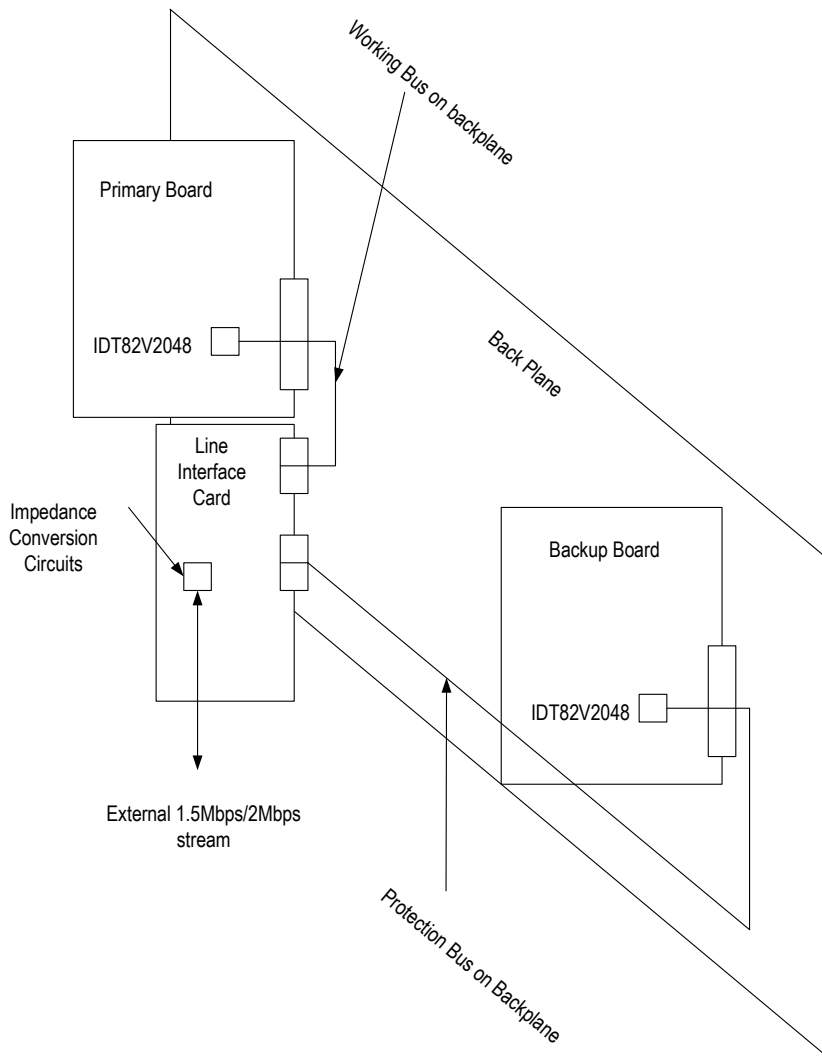 Working Bus on backplane
Primary Board
IDT82V2048
Back Plane
Line
Interface
Card
Impedance
Conversion
Circuits
Backup Board
IDT82V2048
External 1.5Mbps/2Mbps
stream
Protection Bus on Backplane